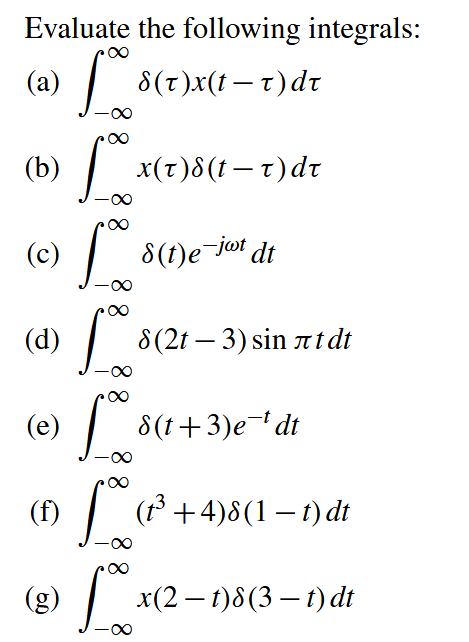 Evaluate the following integrals:
(a) ∫_{-∞}^{∞} δ(τ)x(t − τ) dτ
(b) ∫_{-∞}^{∞} x(τ)δ(t − τ) dτ
(c) ∫_{-∞}^{∞} δ(t)e^{-jωt} dt
(d) ∫_{-∞}^{∞} δ(2t − 3) sin πt dt
(e) ∫_{-∞}^{∞} δ(t + 3)e^{-t} dt
(f) ∫_{-∞}^{∞} (t^3 + 4)δ(1 − t) dt
(g) ∫_{-∞}^{∞} x(2 − t)δ(3 − t) dt